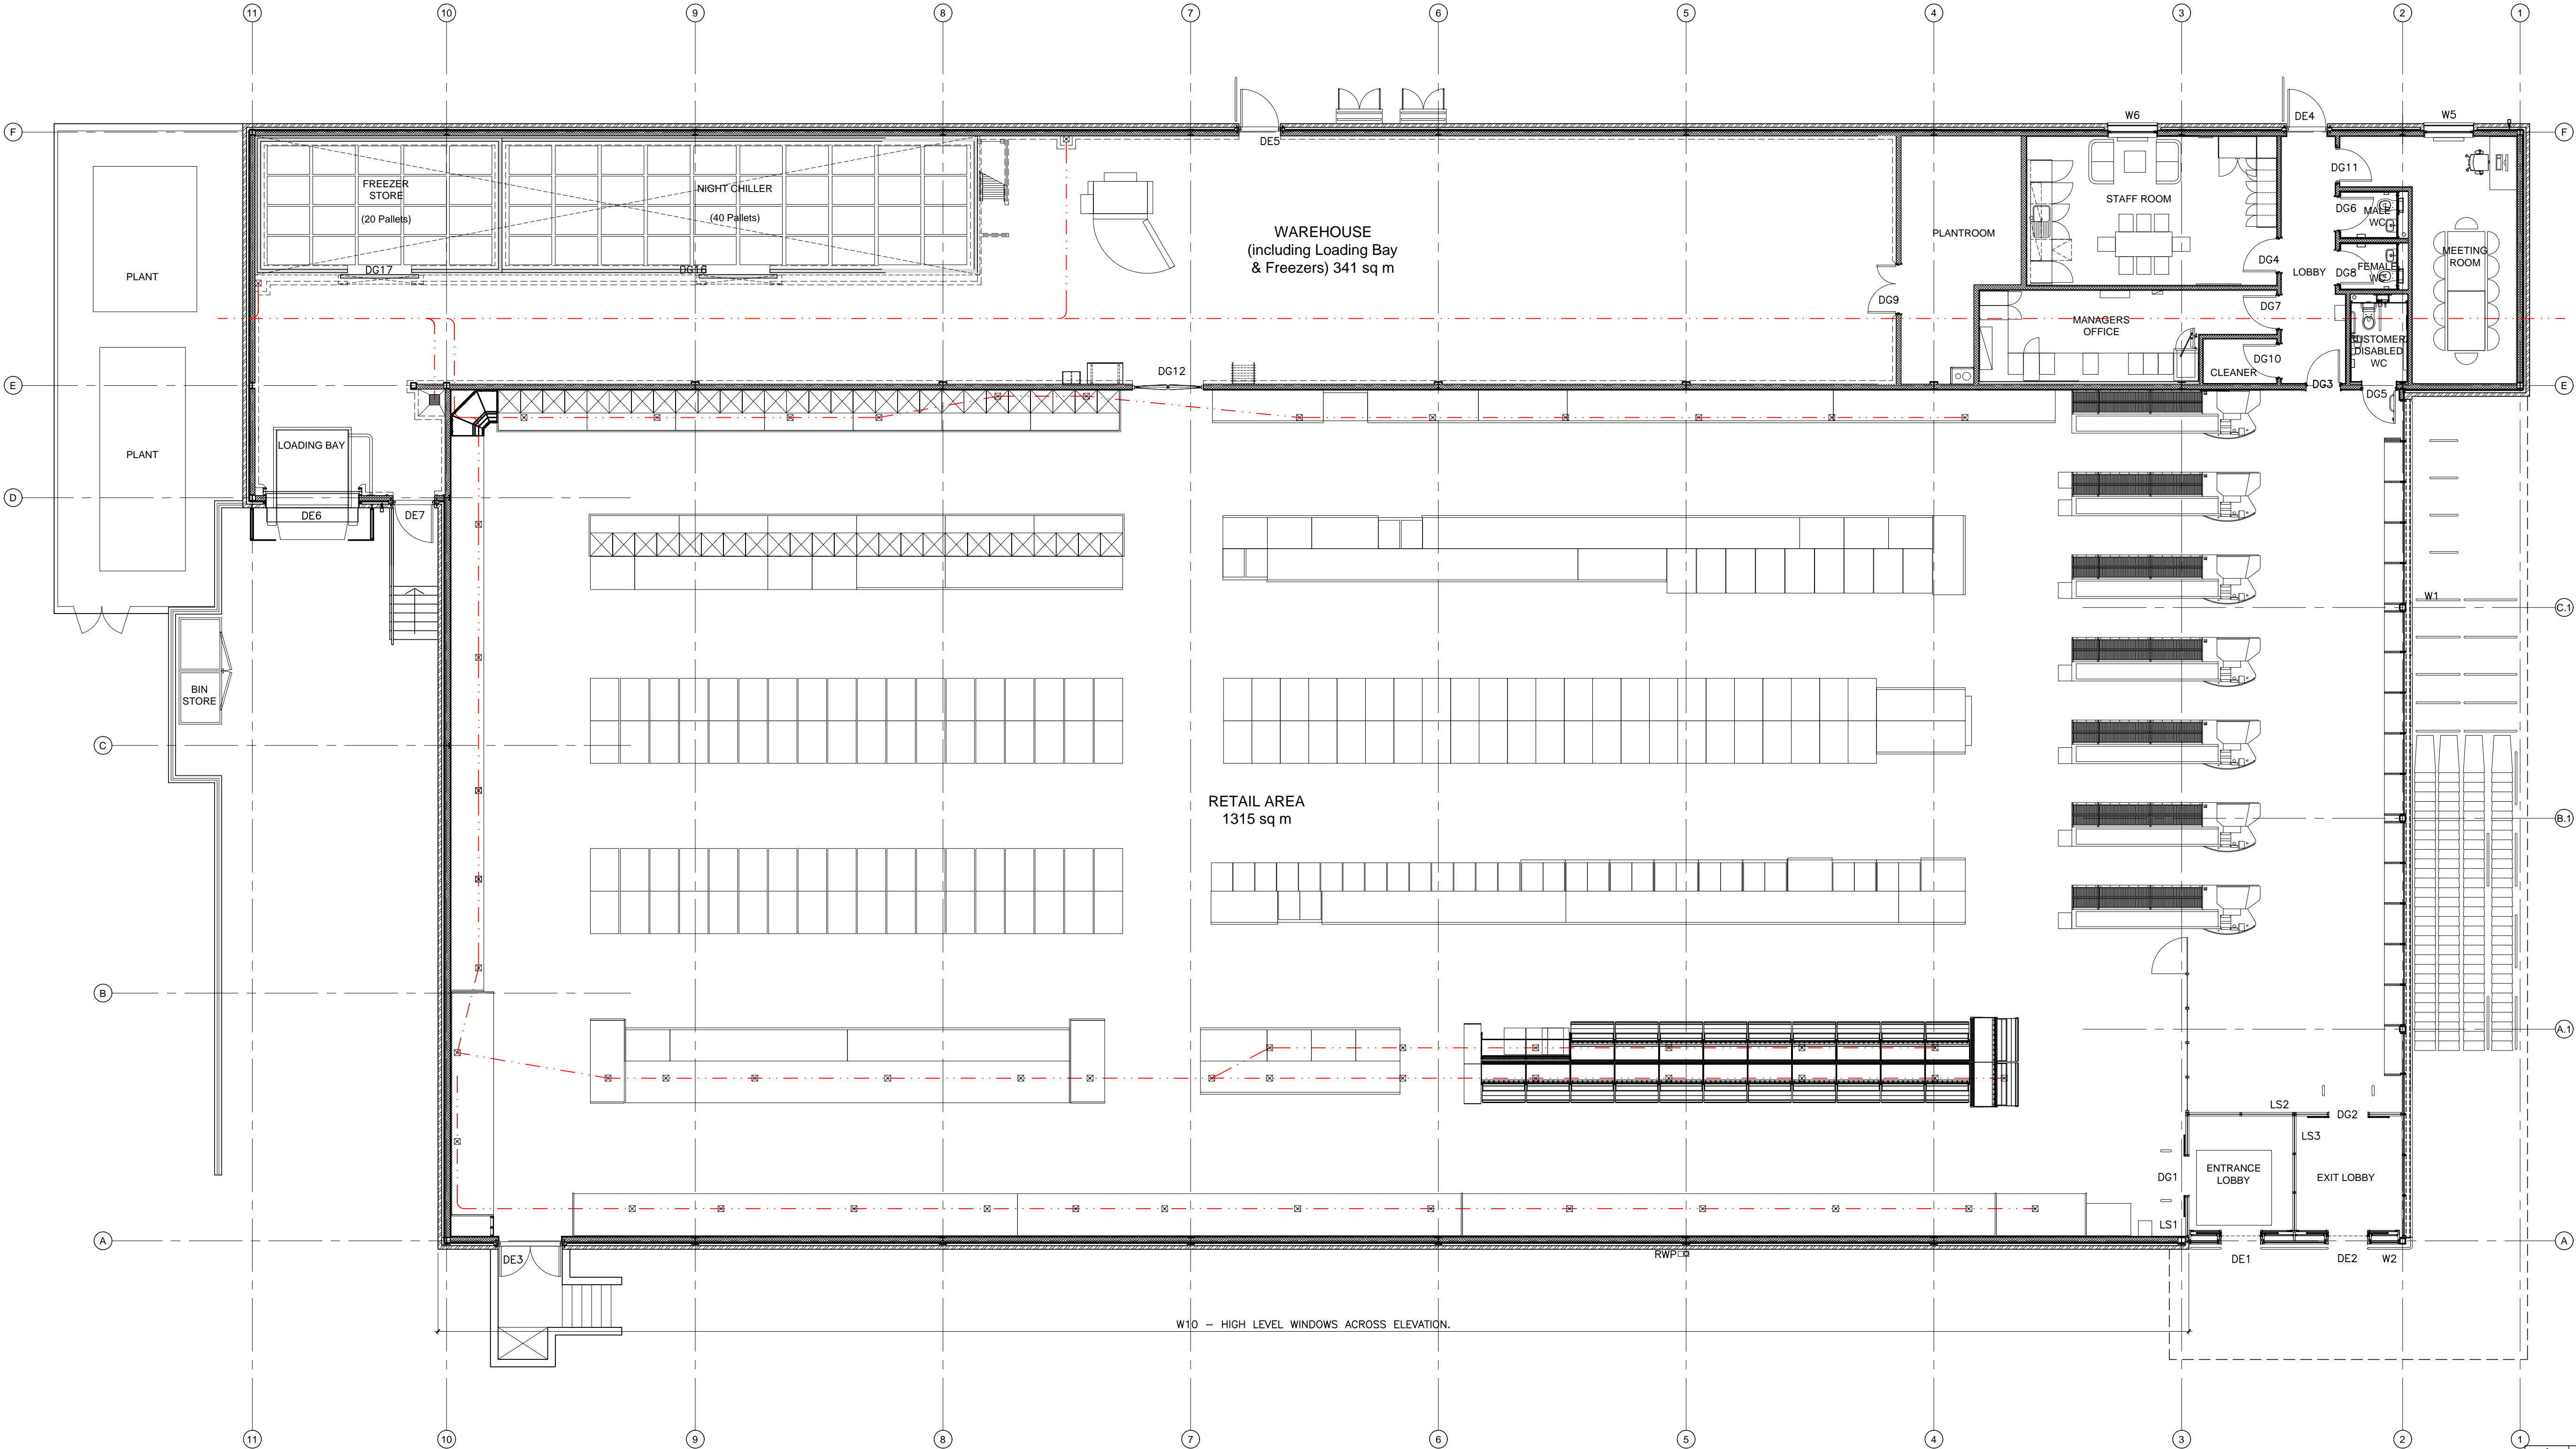 11 10 9 8 7 6 5 4 3 2 1
F
W6
DE4
W5
F
DE5
DG11
FREEZER
STORE
(20 Pallets)
NIGHT CHILLER
(40 Pallets)
STAFF ROOM
DG6
MALE
WC
WAREHOUSE
(including Loading Bay
& Freezers) 341 sq m
PLANTROOM
MEETING
ROOM
DG4
LOBBY
DG8
FEMALE
WC
PLANT
DG17
DG16
DG9
DG7
MANAGERS
OFFICE
CUSTOMER
DISABLED
WC
DG10
CLEANER
DG12
DG3
DG5
E
E
LOADING BAY
PLANT
D
DE6
DE7
W1
C.1
BIN
STORE
C
RETAIL AREA
1315 sq m
B.1
B
A.1
LS2
DG2
LS3
DG1
ENTRANCE
LOBBY
EXIT LOBBY
LS1
A
A
DE3
RWP
DE1
DE2
W2
W10 – HIGH LEVEL WINDOWS ACROSS ELEVATION.
11 10 9 8 7 6 5 4 3 2 1